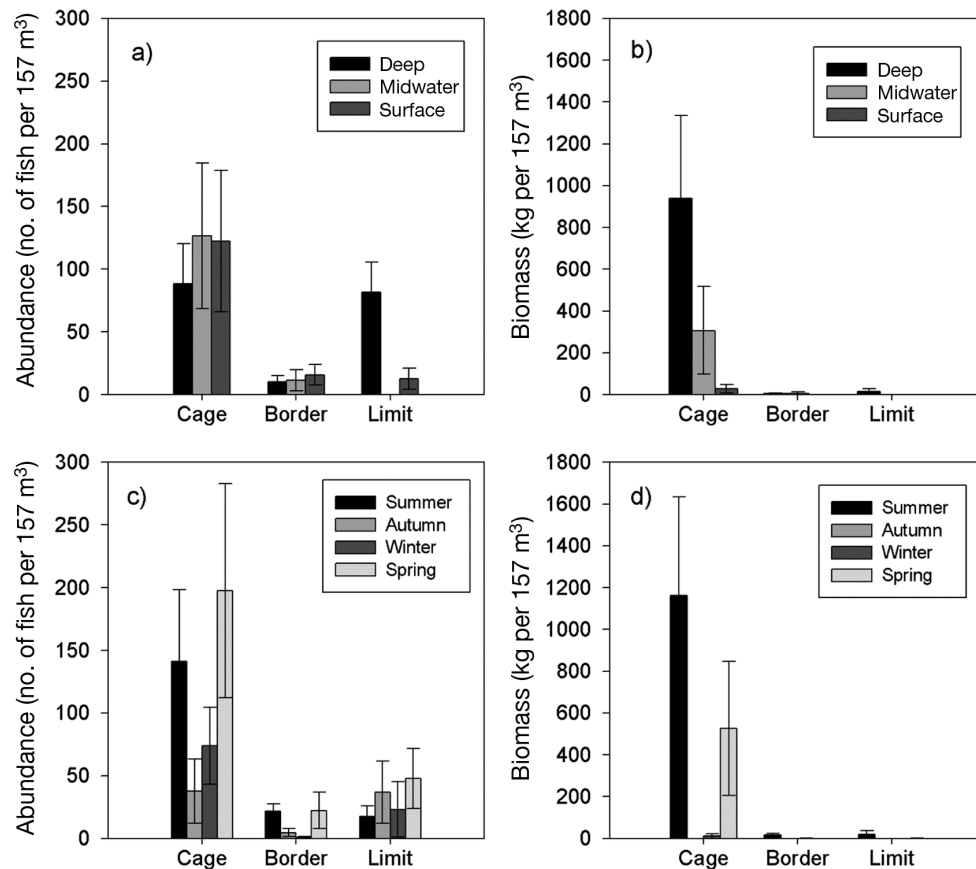 a)
Abundance (no. of fish per 157 m³)
300
250
200
150
100
50
0
Deep
Midwater
Surface
Cage Border Limit
b)
Biomass (kg per 157 m³)
1800
1600
1400
1200
1000
800
600
400
200
0
Deep
Midwater
Surface
Cage Border Limit
c)
Abundance (no. of fish per 157 m³)
300
250
200
150
100
50
0
Summer
Autumn
Winter
Spring
Cage Border Limit
d)
Biomass (kg per 157 m³)
1800
1600
1400
1200
1000
800
600
400
200
0
Summer
Autumn
Winter
Spring
Cage Border Limit